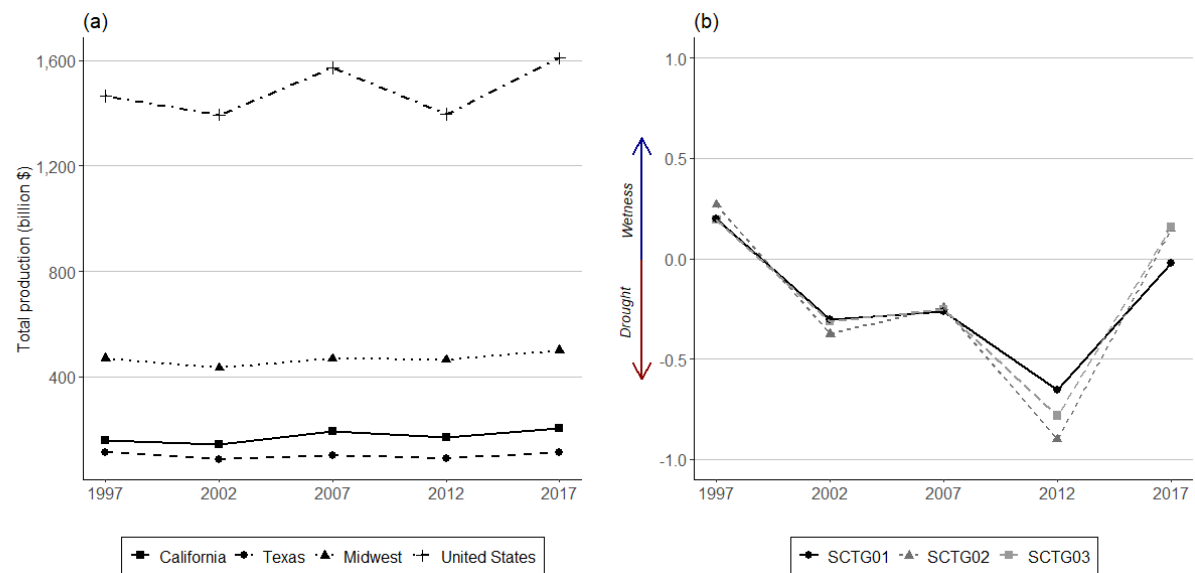 (a)
Total production (billion $)
1,600
1,200
800
400
1997 2002 2007 2012 2017
California Texas Midwest United States
(b)
Wetness
Drought
1.0
0.5
0.0
-0.5
-1.0
1997 2002 2007 2012 2017
SCTG01 SCTG02 SCTG03